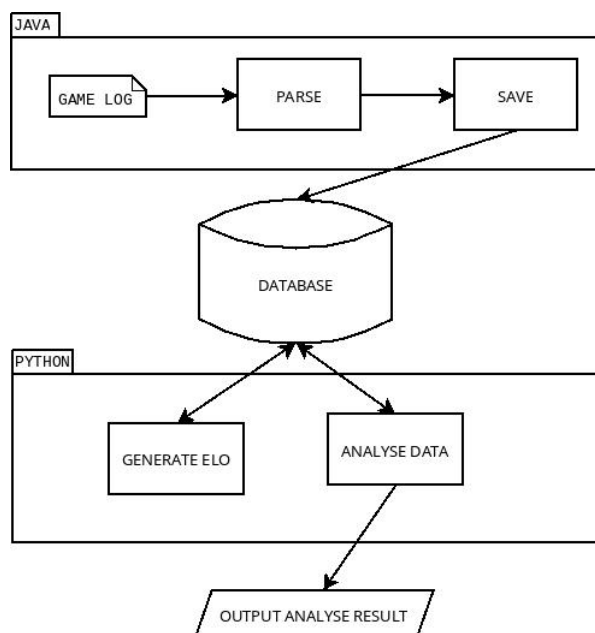 JAVA
GAME LOG
PARSE
SAVE
DATABASE
PYTHON
GENERATE ELO
ANALYSE DATA
OUTPUT ANALYSE RESULT